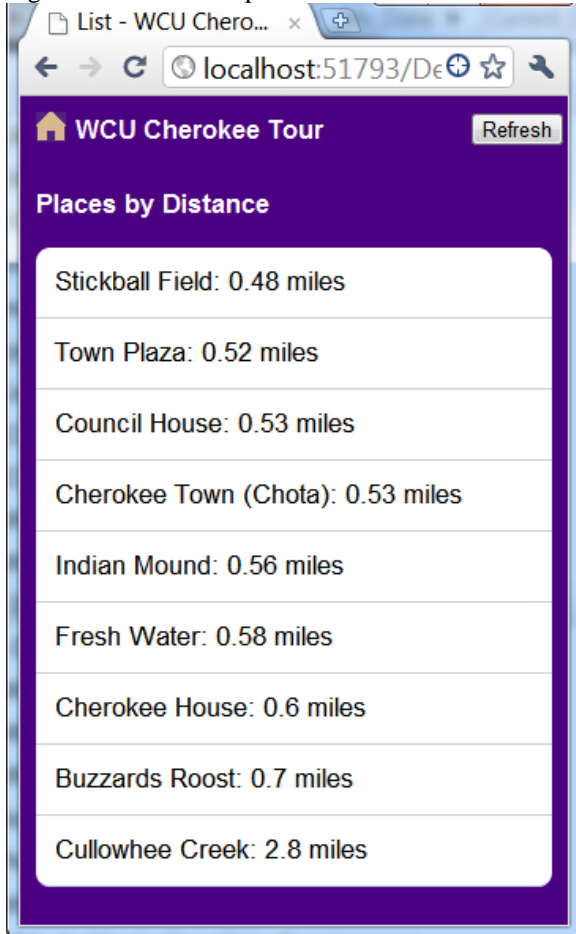 List - WCU Chero...
localhost:51793/De
WCU Cherokee Tour
Refresh
Places by Distance
Stickball Field: 0.48 miles
Town Plaza: 0.52 miles
Council House: 0.53 miles
Cherokee Town (Chota): 0.53 miles
Indian Mound: 0.56 miles
Fresh Water: 0.58 miles
Cherokee House: 0.6 miles
Buzzards Roost: 0.7 miles
Cullowhee Creek: 2.8 miles